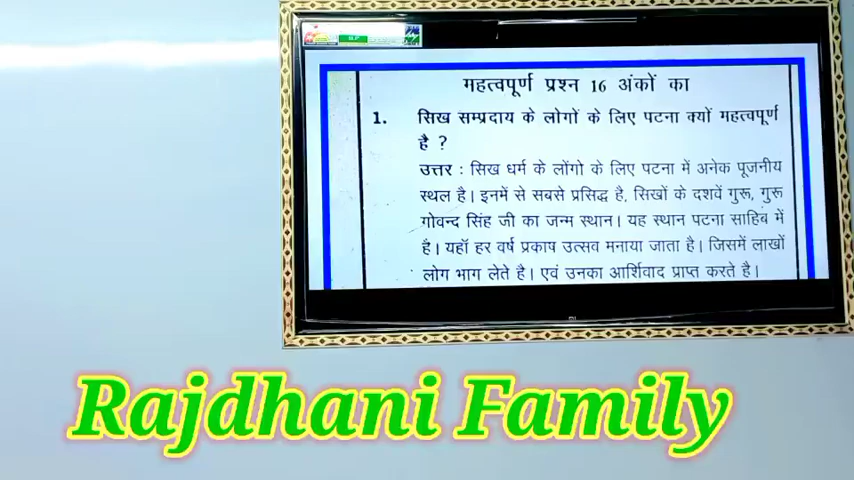 महत्वपूर्ण प्रश्न 16 अंकों का
1. सिख सम्प्रदाय के लोगों के लिए पटना क्यों महत्वपूर्ण
है ?
उत्तर : सिख धर्म के लोंगो के लिए पटना में अनेक पूजनीय
स्थल है। इनमें से सबसे प्रसिद्ध है, सिखों के दशवें गुरू, गुरू
गोवन्द सिंह जी का जन्म स्थान। यह स्थान पटना साहिब में
है। यहाॅ हर वर्ष प्रकाष उत्सव मनाया जाता है। जिसमें लाखों
लोग भाग लेते है। एवं उनका आर्शिवाद प्राप्त करते है।
Rajdhani Family